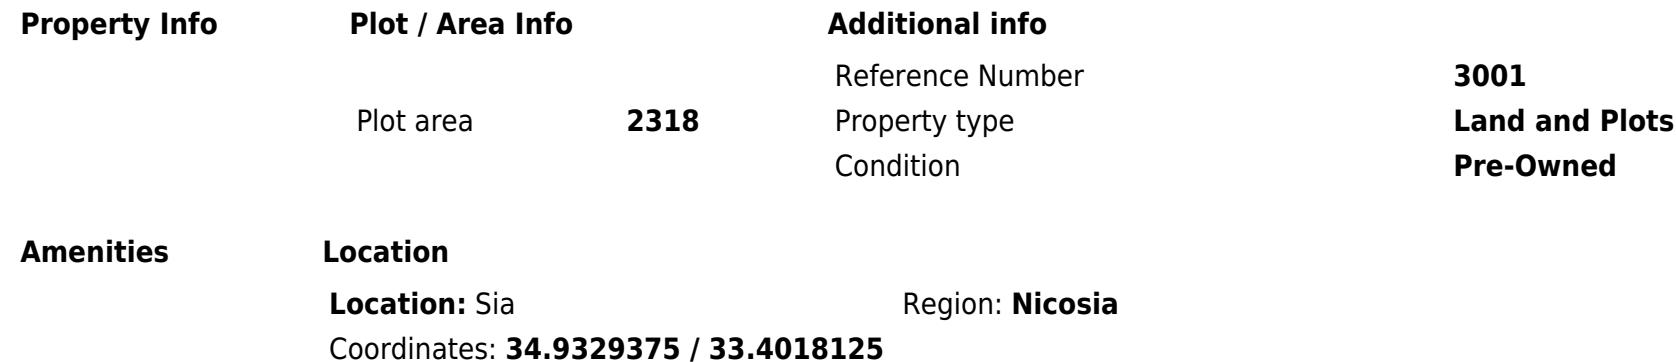 Property Info Plot / Area Info Additional info
Reference Number 3001
Plot area 2318 Property type Land and Plots
Condition Pre-Owned
Amenities Location
Location: Sia Region: Nicosia
Coordinates: 34.9329375 / 33.4018125